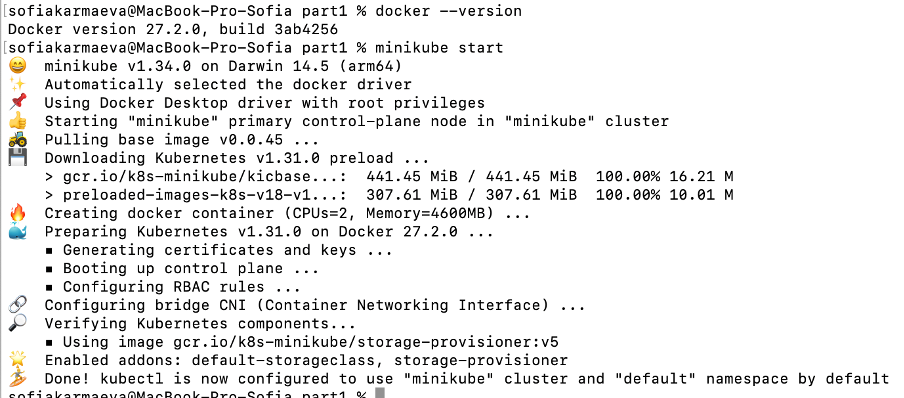 [sofiakarmaeva@MacBook-Pro-Sofia part1 % docker --version
Docker version 27.2.0, build 3ab4256
[sofiakarmaeva@MacBook-Pro-Sofia part1 % minikube start
😄 minikube v1.34.0 on Darwin 14.5 (arm64)
✨ Automatically selected the docker driver
📌 Using Docker Desktop driver with root privileges
👍 Starting "minikube" primary control-plane node in "minikube" cluster
🚜 Pulling base image v0.0.45 ...
💾 Downloading Kubernetes v1.31.0 preload ...
> gcr.io/k8s-minikube/kicbase...: 441.45 MiB / 441.45 MiB 100.00% 16.21 M
> preloaded-images-k8s-v18-v1...: 307.61 MiB / 307.61 MiB 100.00% 10.01 M
🔥 Creating docker container (CPUs=2, Memory=4600MB) ...
🐳 Preparing Kubernetes v1.31.0 on Docker 27.2.0 ...
▪ Generating certificates and keys ...
▪ Booting up control plane ...
▪ Configuring RBAC rules ...
🔗 Configuring bridge CNI (Container Networking Interface) ...
🔎 Verifying Kubernetes components...
▪ Using image gcr.io/k8s-minikube/storage-provisioner:v5
🌟 Enabled addons: default-storageclass, storage-provisioner
🏄 Done! kubectl is now configured to use "minikube" cluster and "default" namespace by default
sofiakarmaeva@MacBook-Pro-Sofia part1 %